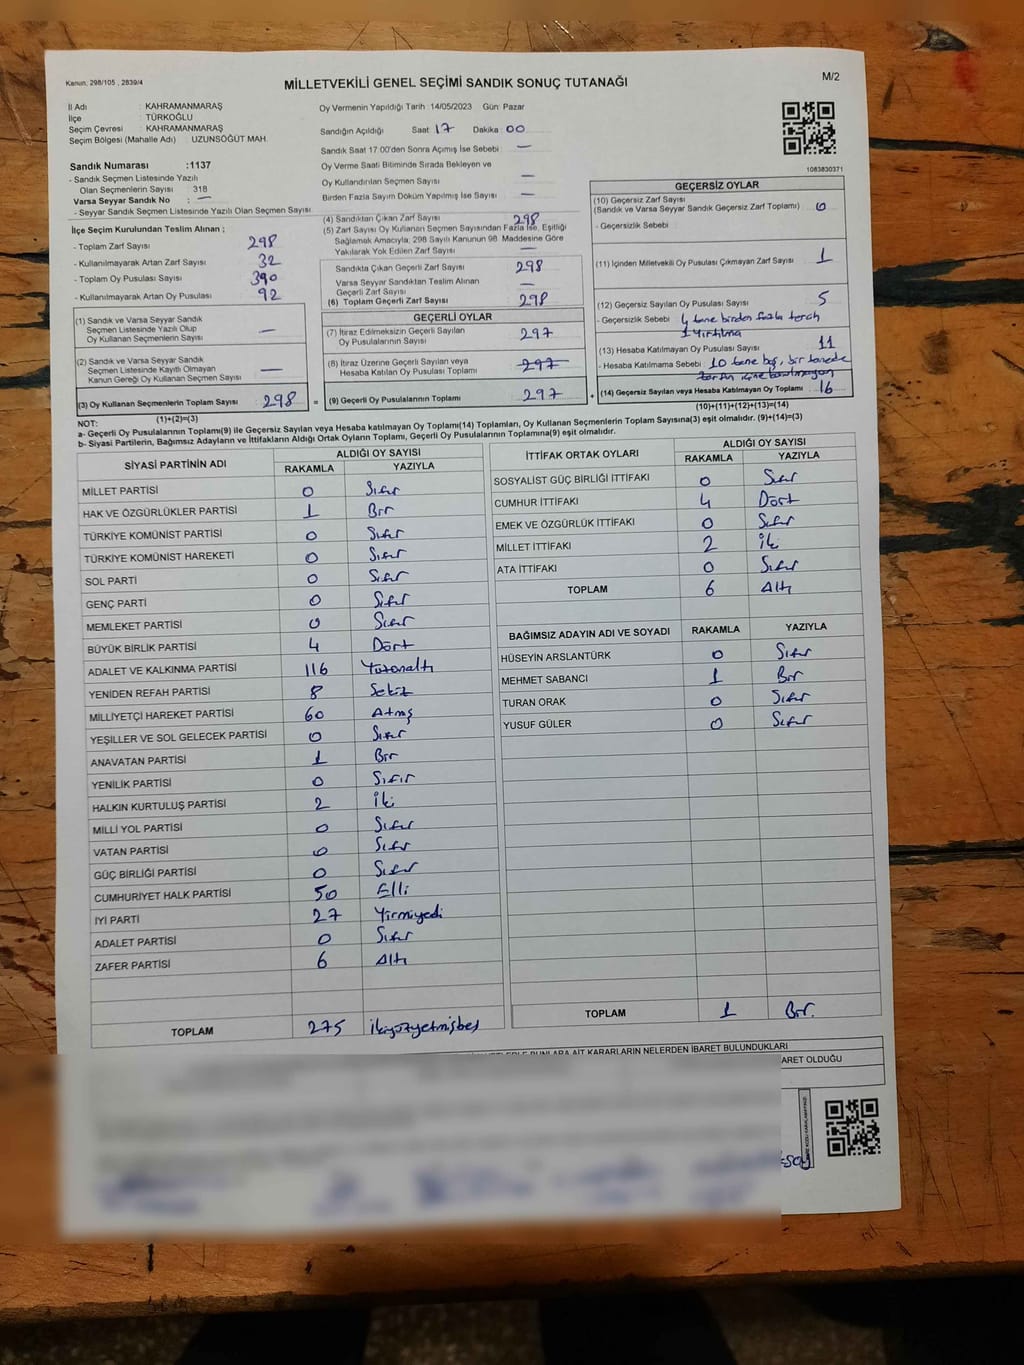 Kanun; 298/105 , 2839/4
MİLLETVEKİLİ GENEL SEÇİMİ SANDIK SONUÇ TUTANAĞI
M/2
İl Adı : KAHRAMANMARAŞ
İlçe : TÜRKOĞLU
Seçim Çevresi : KAHRAMANMARAŞ
Seçim Bölgesi (Mahalle Adı) : UZUNSÖĞÜT MAH.
Oy Vermenin Yapıldığı Tarih :14/05/2023 Gün: Pazar
Sandığın Açıldığı Saat 17 Dakika 00
Sandık Saat 17.00'den Sonra Açılmış İse Sebebi : —
Oy Verme Saati Bitiminde Sırada Bekleyen ve
Oy Kullandırılan Seçmen Sayısı —
Birden Fazla Sayım Döküm Yapılmış İse Sayısı —
1083830371
Sandık Numarası :1137
- Sandık Seçmen Listesinde Yazılı
Olan Seçmenlerin Sayısı : 318
Varsa Seyyar Sandık No : —
- Seyyar Sandık Seçmen Listesinde Yazılı Olan Seçmen Sayısı
İlçe Seçim Kurulundan Teslim Alınan ;
- Toplam Zarf Sayısı 298
- Kullanılmayarak Artan Zarf Sayısı 32
- Toplam Oy Pusulası Sayısı 390
- Kullanılmayarak Artan Oy Pusulası 92
(1) Sandık ve Varsa Seyyar Sandık
Seçmen Listesinde Yazılı Olup
Oy Kullanan Seçmenlerin Sayısı —
(2) Sandık ve Varsa Seyyar Sandık
Seçmen Listesinde Kayıtlı Olmayan
Kanun Gereği Oy Kullanan Seçmen Sayısı —
(3) Oy Kullanan Seçmenlerin Toplam Sayısı 298
(1)+(2)=(3)
(4) Sandıktan Çıkan Zarf Sayısı 298
(5) Zarf Sayısı Oy Kullanan Seçmen Sayısından Fazla İse, Eşitliği
Sağlamak Amacıyla; 298 Sayılı Kanunun 98. Maddesine Göre
Yakılarak Yok Edilen Zarf Sayısı —
Sandıkta Çıkan Geçerli Zarf Sayısı 298
Varsa Seyyar Sandıktan Teslim Alınan
Geçerli Zarf Sayısı —
(6) Toplam Geçerli Zarf Sayısı 298
GEÇERLİ OYLAR
(7) İtiraz Edilmeksizin Geçerli Sayılan
Oy Pusulalarının Sayısı 297
(8) İtiraz Üzerine Geçerli Sayılan veya
Hesaba Katılan Oy Pusulası Toplamı 297
= (9) Geçerli Oy Pusulalarının Toplamı 297 +
GEÇERSİZ OYLAR
(10) Geçersiz Zarf Sayısı
(Sandık ve Varsa Seyyar Sandık Geçersiz Zarf Toplamı) 0
- Geçersizlik Sebebi :
(11) İçinden Milletvekili Oy Pusulası Çıkmayan Zarf Sayısı 1
(12) Geçersiz Sayılan Oy Pusulası Sayısı 5
- Geçersizlik Sebebi : 4 tane birden fazla tercih
1 Yırtılma
(13) Hesaba Katılmayan Oy Pusulası Sayısı 11
- Hesaba Katılmama Sebebi : 10 tane boş, bir tanede
(14) Geçersiz Sayılan veya Hesaba Katılmayan Oy Toplamı 16
(10)+(11)+(12)+(13)=(14)
NOT:
a- Geçerli Oy Pusulaları(9) ile Geçersiz Sayılan veya Hesaba katılmayan Oy Toplamı(14) Toplamları, Oy Kullanan Seçmenlerin Toplam Sayısına(3) eşit olmalıdır. (9)+(14)=(3)
b- Siyasi Partilerin, Bağımsız Adayların ve İttifakların Aldığı Ortak Oyların Toplamı, Geçerli Oy Pusulalarının Toplamına(9) eşit olmalıdır.
SİYASİ PARTİNİN ADI ALDIĞI OY SAYISI
RAKAMLA YAZIYLA
MİLLET PARTİSİ 0 Sıfır
HAK VE ÖZGÜRLÜKLER PARTİSİ 1 Bir
TÜRKİYE KOMÜNİST PARTİSİ 0 Sıfır
TÜRKİYE KOMÜNİST HAREKETİ 0 Sıfır
SOL PARTİ 0 Sıfır
GENÇ PARTİ 0 Sıfır
MEMLEKET PARTİSİ 0 Sıfır
BÜYÜK BİRLİK PARTİSİ 4 Dört
ADALET VE KALKINMA PARTİSİ 116 Yüzonaltı
YENİDEN REFAH PARTİSİ 8 Sekiz
MİLLİYETÇİ HAREKET PARTİSİ 60 Atmış
YEŞİLLER VE SOL GELECEK PARTİSİ 0 Sıfır
ANAVATAN PARTİSİ 1 Bir
YENİLİK PARTİSİ 0 Sıfır
HALKIN KURTULUŞ PARTİSİ 2 İki
MİLLİ YOL PARTİSİ 0 Sıfır
VATAN PARTİSİ 0 Sıfır
GÜÇ BİRLİĞİ PARTİSİ 0 Sıfır
CUMHURİYET HALK PARTİSİ 50 Elli
İYİ PARTİ 27 Yirmiyedi
ADALET PARTİSİ 0 Sıfır
ZAFER PARTİSİ 6 Altı
TOPLAM 275 ikiyüzyetmişbeş
İTTİFAK ORTAK OYLARI ALDIĞI OY SAYISI
RAKAMLA YAZIYLA
SOSYALİST GÜÇ BİRLİĞİ İTTİFAKI 0 Sıfır
CUMHUR İTTİFAKI 4 Dört
EMEK VE ÖZGÜRLÜK İTTİFAKI 0 Sıfır
MİLLET İTTİFAKI 2 İki
ATA İTTİFAKI 0 Sıfır
TOPLAM 6 Altı
BAĞIMSIZ ADAYIN ADI VE SOYADI RAKAMLA YAZIYLA
HÜSEYİN ARSLANTÜRK 0 Sıfır
MEHMET SABANCI 1 Bir
TURAN ORAK 0 Sıfır
YUSUF GÜLER 0 Sıfır
TOPLAM 1 Bir.
BUNLARA AİT KARARLARIN NELERDEN İBARET BULUNDUKLARI
ARET OLDUĞU